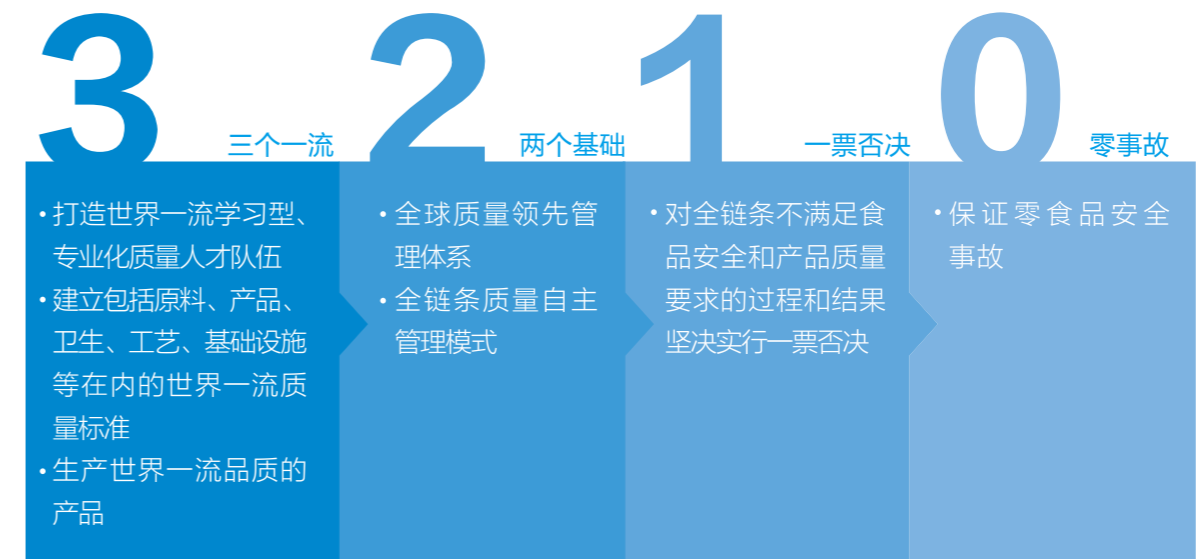 3
三个一流
• 打造世界一流学习型、
专业化质量人才队伍
• 建立包括原料、产品、
卫生、工艺、基础设施
等在内的世界一流质
量标准
• 生产世界一流品质的
产品
2
两个基础
• 全球质量领先管
理体系
• 全链条质量自主
管理模式
1
一票否决
• 对全链条不满足食
品安全和产品质量
要求的过程和结果
坚决实行一票否决
0
零事故
• 保证零食品安全
事故